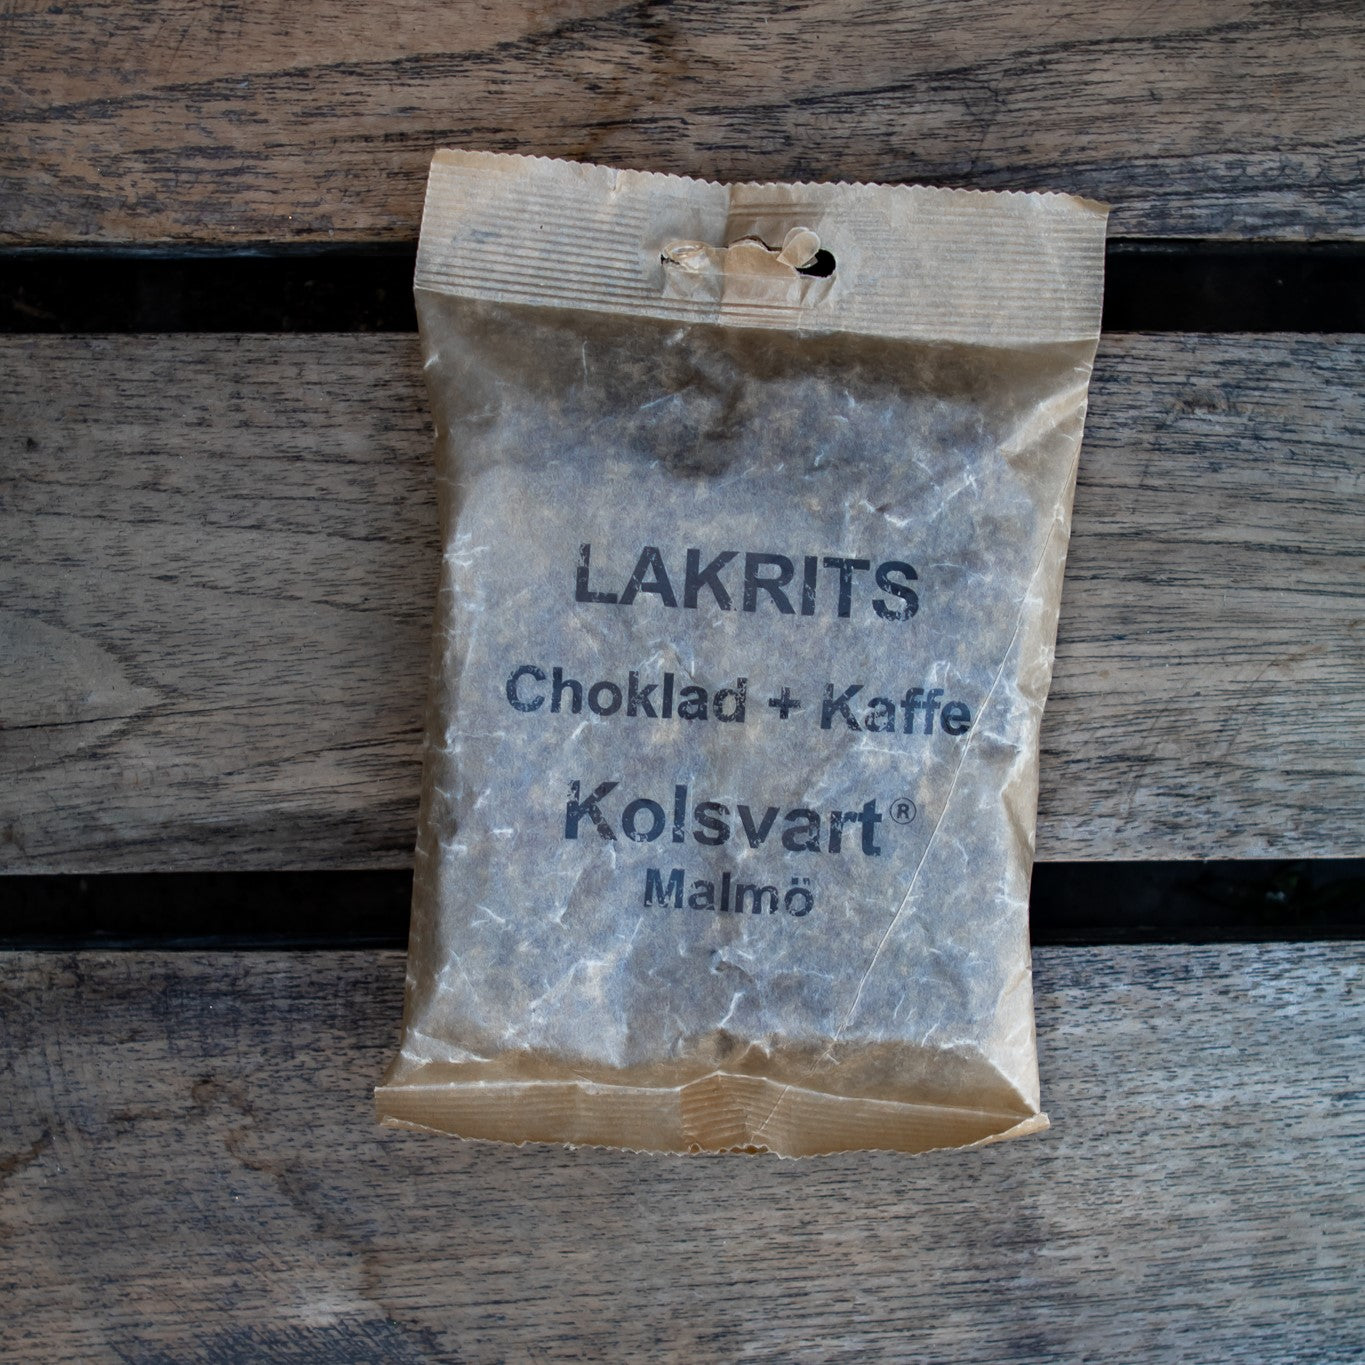 LAKRITS
Choklad + Kaffe
Kolsvart®
Malmö